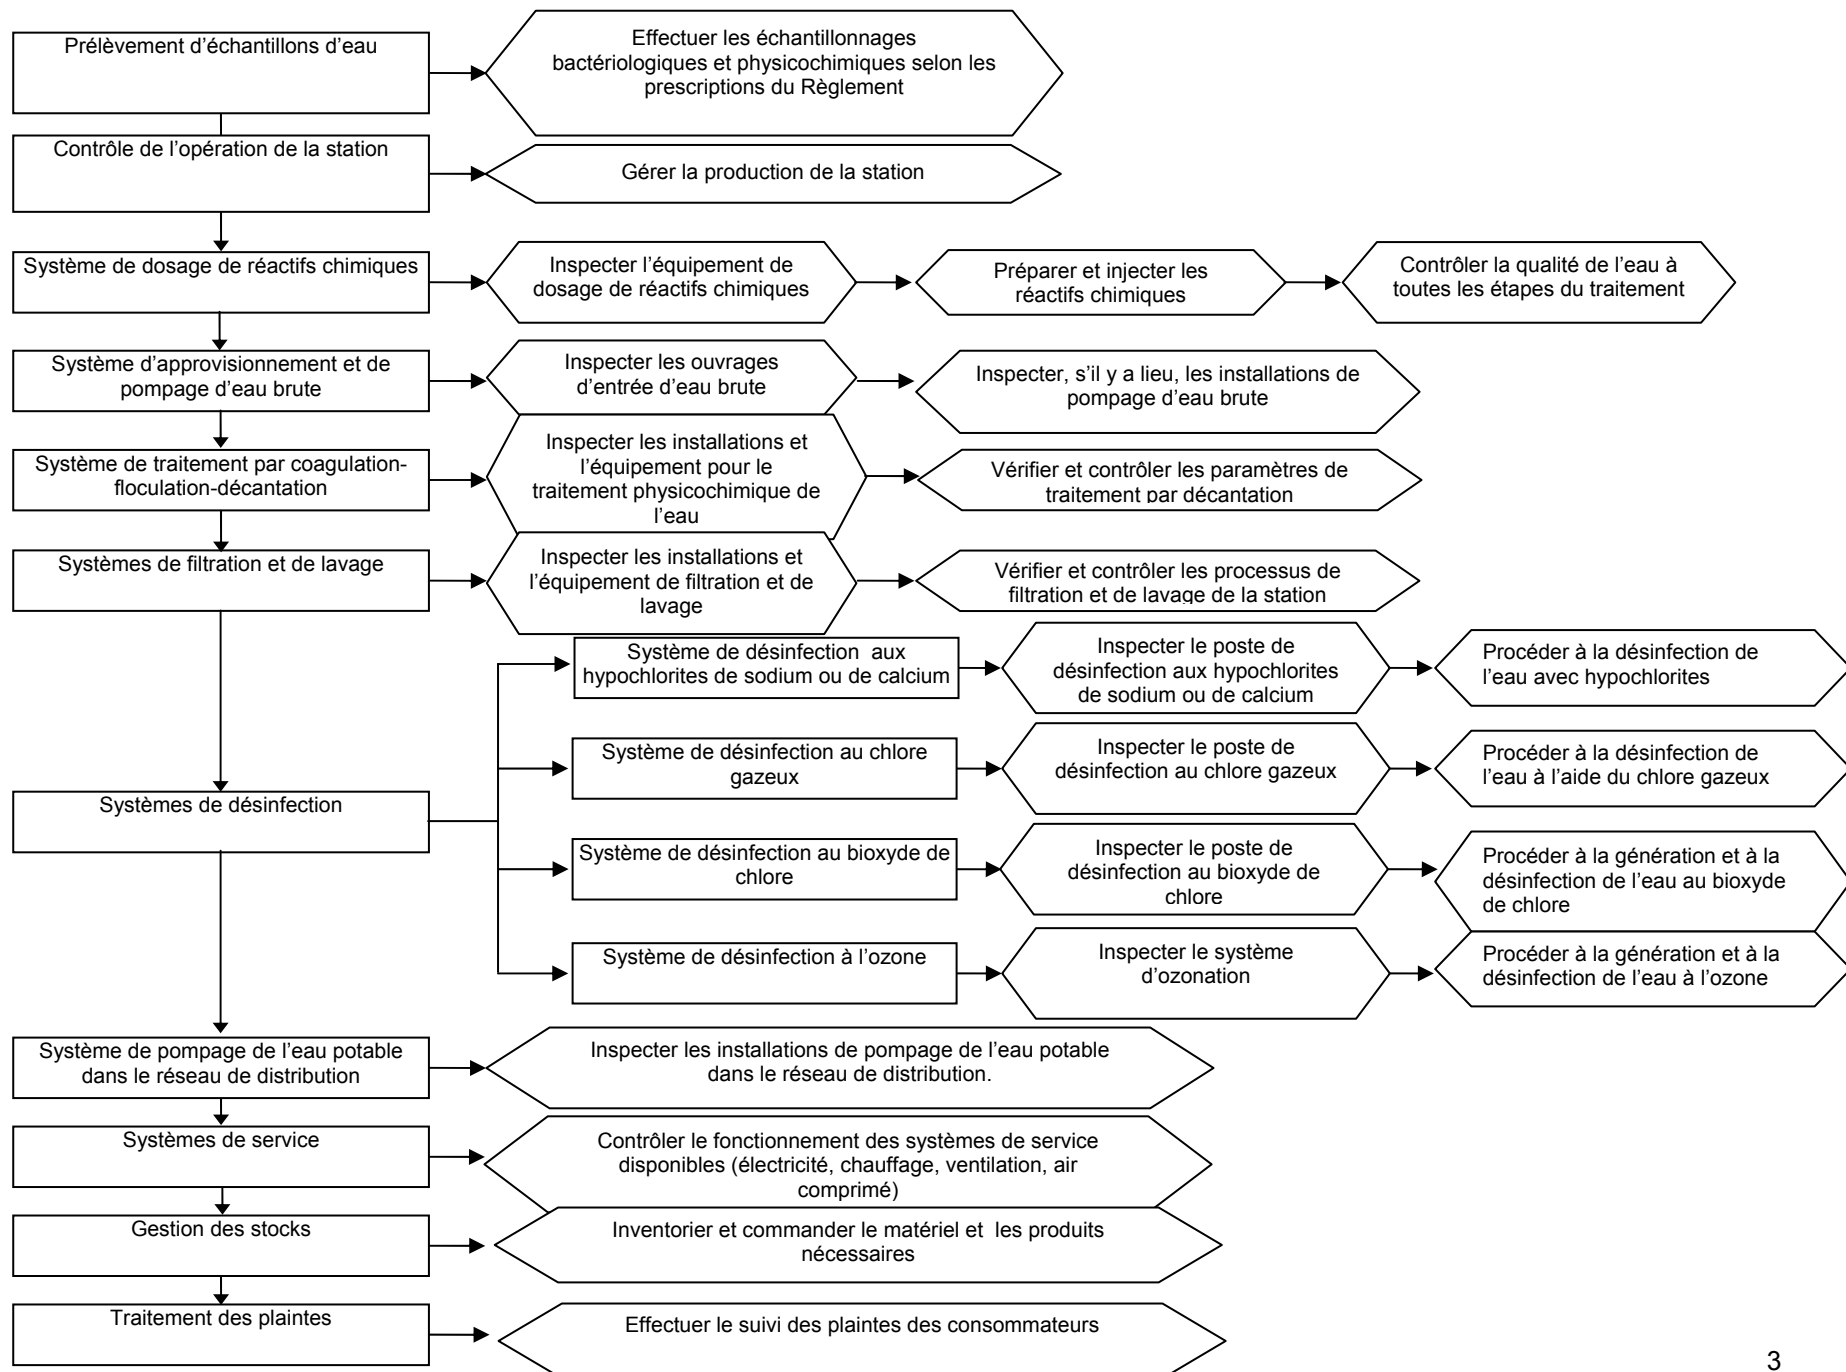 Prélèvement d'échantillons d'eau
Effectuer les échantillonnages
bactériologiques et physicochimiques selon les
prescriptions du Règlement
Contrôle de l'opération de la station
Gérer la production de la station
Système de dosage de réactifs chimiques
Inspecter l'équipement de
dosage de réactifs chimiques
Préparer et injecter les
réactifs chimiques
Contrôler la qualité de l'eau à
toutes les étapes du traitement
Système d'approvisionnement et de
pompage d'eau brute
Inspecter les ouvrages
d'entrée d'eau brute
Inspecter, s'il y a lieu, les installations de
pompage d'eau brute
Système de traitement par coagulation-
floculation-décantation
Inspecter les installations et
l'équipement pour le
traitement physicochimique de
l'eau
Vérifier et contrôler les paramètres de
traitement par décantation
Systèmes de filtration et de lavage
Inspecter les installations et
l'équipement de filtration et de
lavage
Vérifier et contrôler les processus de
filtration et de lavage de la station
Systèmes de désinfection
Système de désinfection  aux
hypochlorites de sodium ou de calcium
Inspecter le poste de
désinfection aux hypochlorites
de sodium ou de calcium
Procéder à la désinfection de
l'eau avec hypochlorites
Système de désinfection au chlore
gazeux
Inspecter le poste de
désinfection au chlore gazeux
Procéder à la désinfection de
l'eau à l'aide du chlore gazeux
Système de désinfection au bioxyde de
chlore
Inspecter le poste de
désinfection au bioxyde de
chlore
Procéder à la génération et à la
désinfection de l'eau au bioxyde
de chlore
Système de désinfection à l'ozone
Inspecter le système
d'ozonation
Procéder à la génération et à la
désinfection de l'eau à l'ozone
Système de pompage de l'eau potable
dans le réseau de distribution
Inspecter les installations de pompage de l'eau potable
dans le réseau de distribution.
Systèmes de service
Contrôler le fonctionnement des systèmes de service
disponibles (électricité, chauffage, ventilation, air
comprimé)
Gestion des stocks
Inventorier et commander le matériel et  les produits
nécessaires
Traitement des plaintes
Effectuer le suivi des plaintes des consommateurs
3